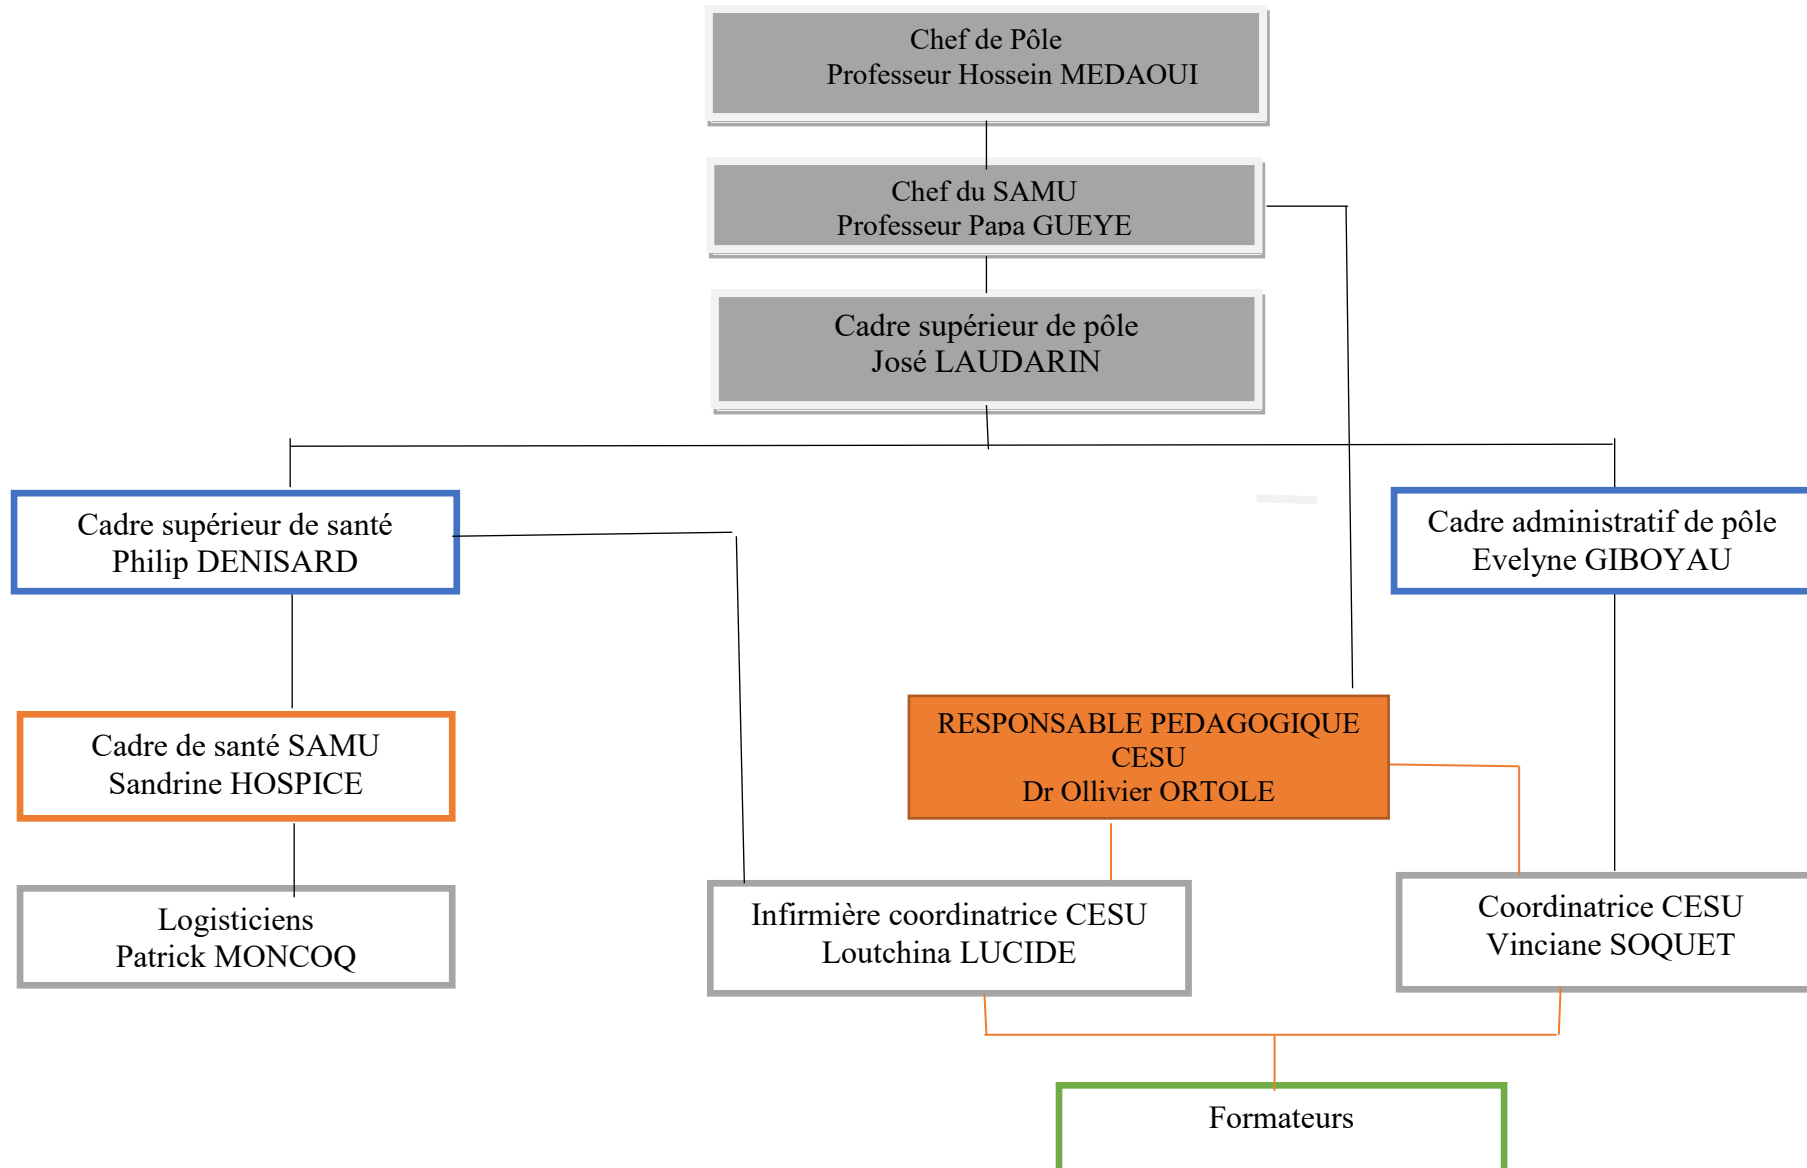 Chef de Pôle
Professeur Hossein MEDAOUI
Chef du SAMU
Professeur Papa GUEYE
Cadre supérieur de pôle
José LAUDARIN
Cadre supérieur de santé
Philip DENISARD
Cadre administratif de pôle
Evelyne GIBOYAU
Cadre de santé SAMU
Sandrine HOSPICE
RESPONSABLE PEDAGOGIQUE
CESU
Dr Ollivier ORTOLE
Logisticiens
Patrick MONCOQ
Infirmière coordinatrice CESU
Loutchina LUCIDE
Coordinatrice CESU
Vinciane SOQUET
Formateurs